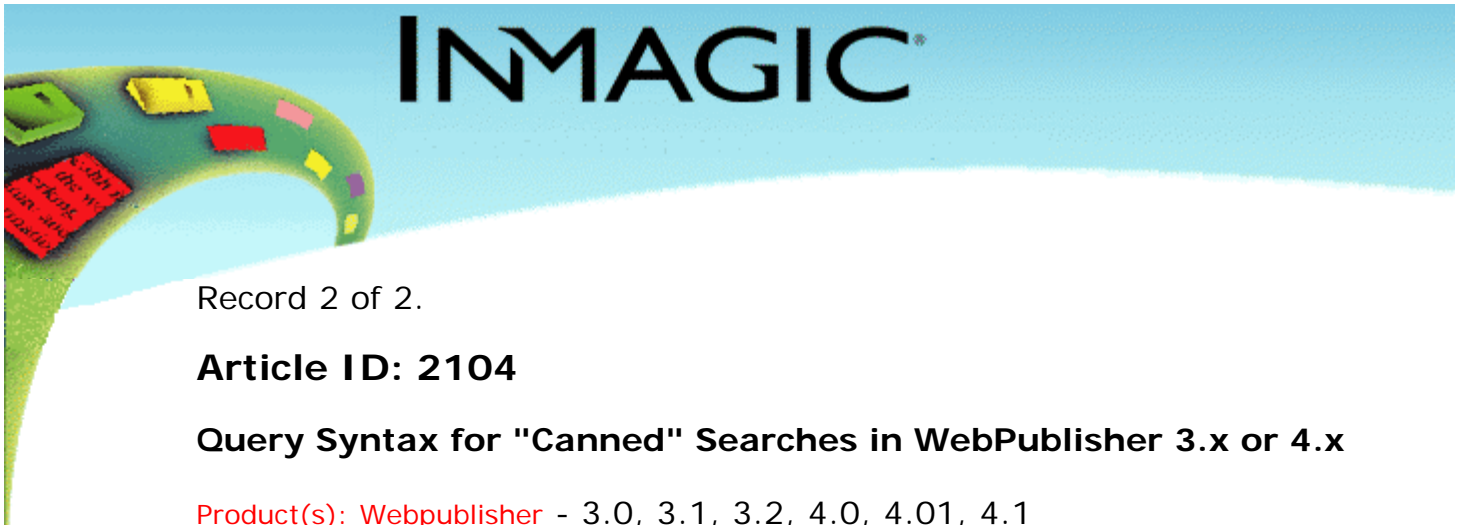 INMAGIC®
Record 2 of 2.
Article ID: 2104
Query Syntax for "Canned" Searches in WebPublisher 3.x or 4.x
Product(s): Webpublisher - 3.0, 3.1, 3.2, 4.0, 4.01, 4.1